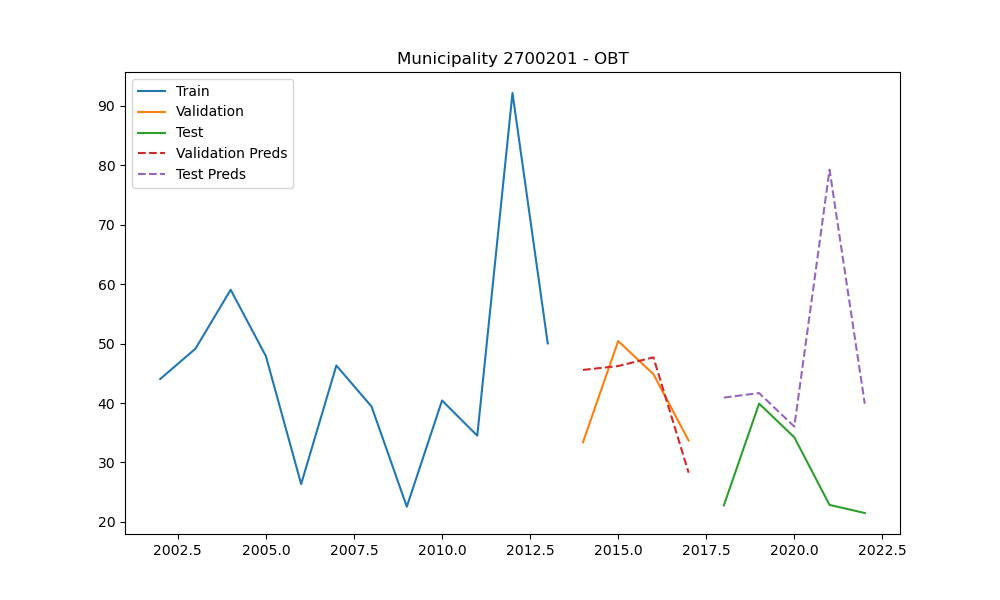 Municipality 2700201 - OBT
Train
Validation
Test
Validation Preds
Test Preds
90
80
70
60
50
40
30
20
2002.5 2005.0 2007.5 2010.0 2012.5 2015.0 2017.5 2020.0 2022.5